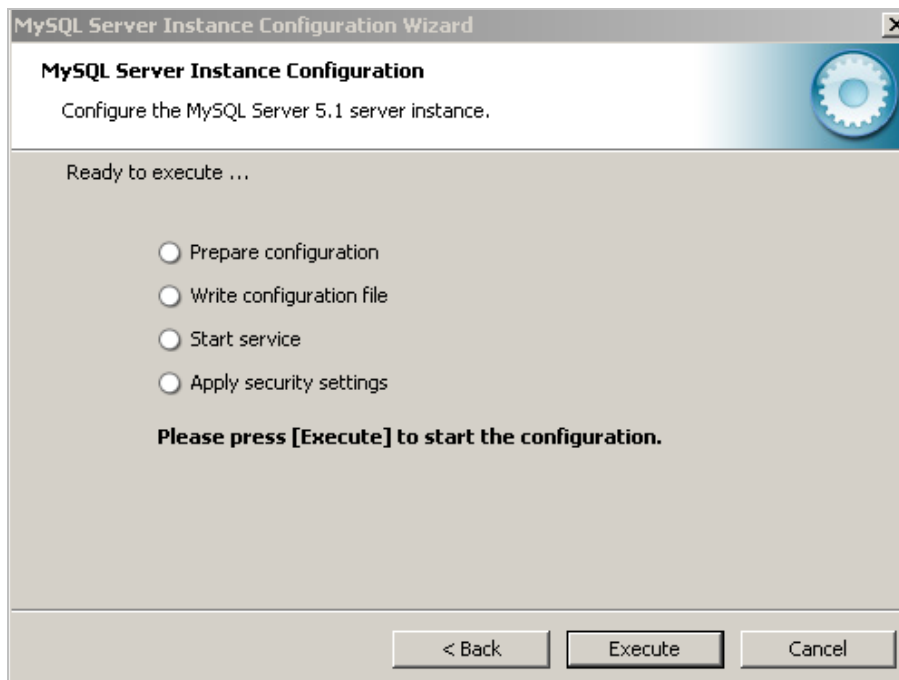 MySQL Server Instance Configuration Wizard
MySQL Server Instance Configuration
Configure the MySQL Server 5.1 server instance.
Ready to execute ...
Prepare configuration
Write configuration file
Start service
Apply security settings
Please press [Execute] to start the configuration.
< Back Execute Cancel